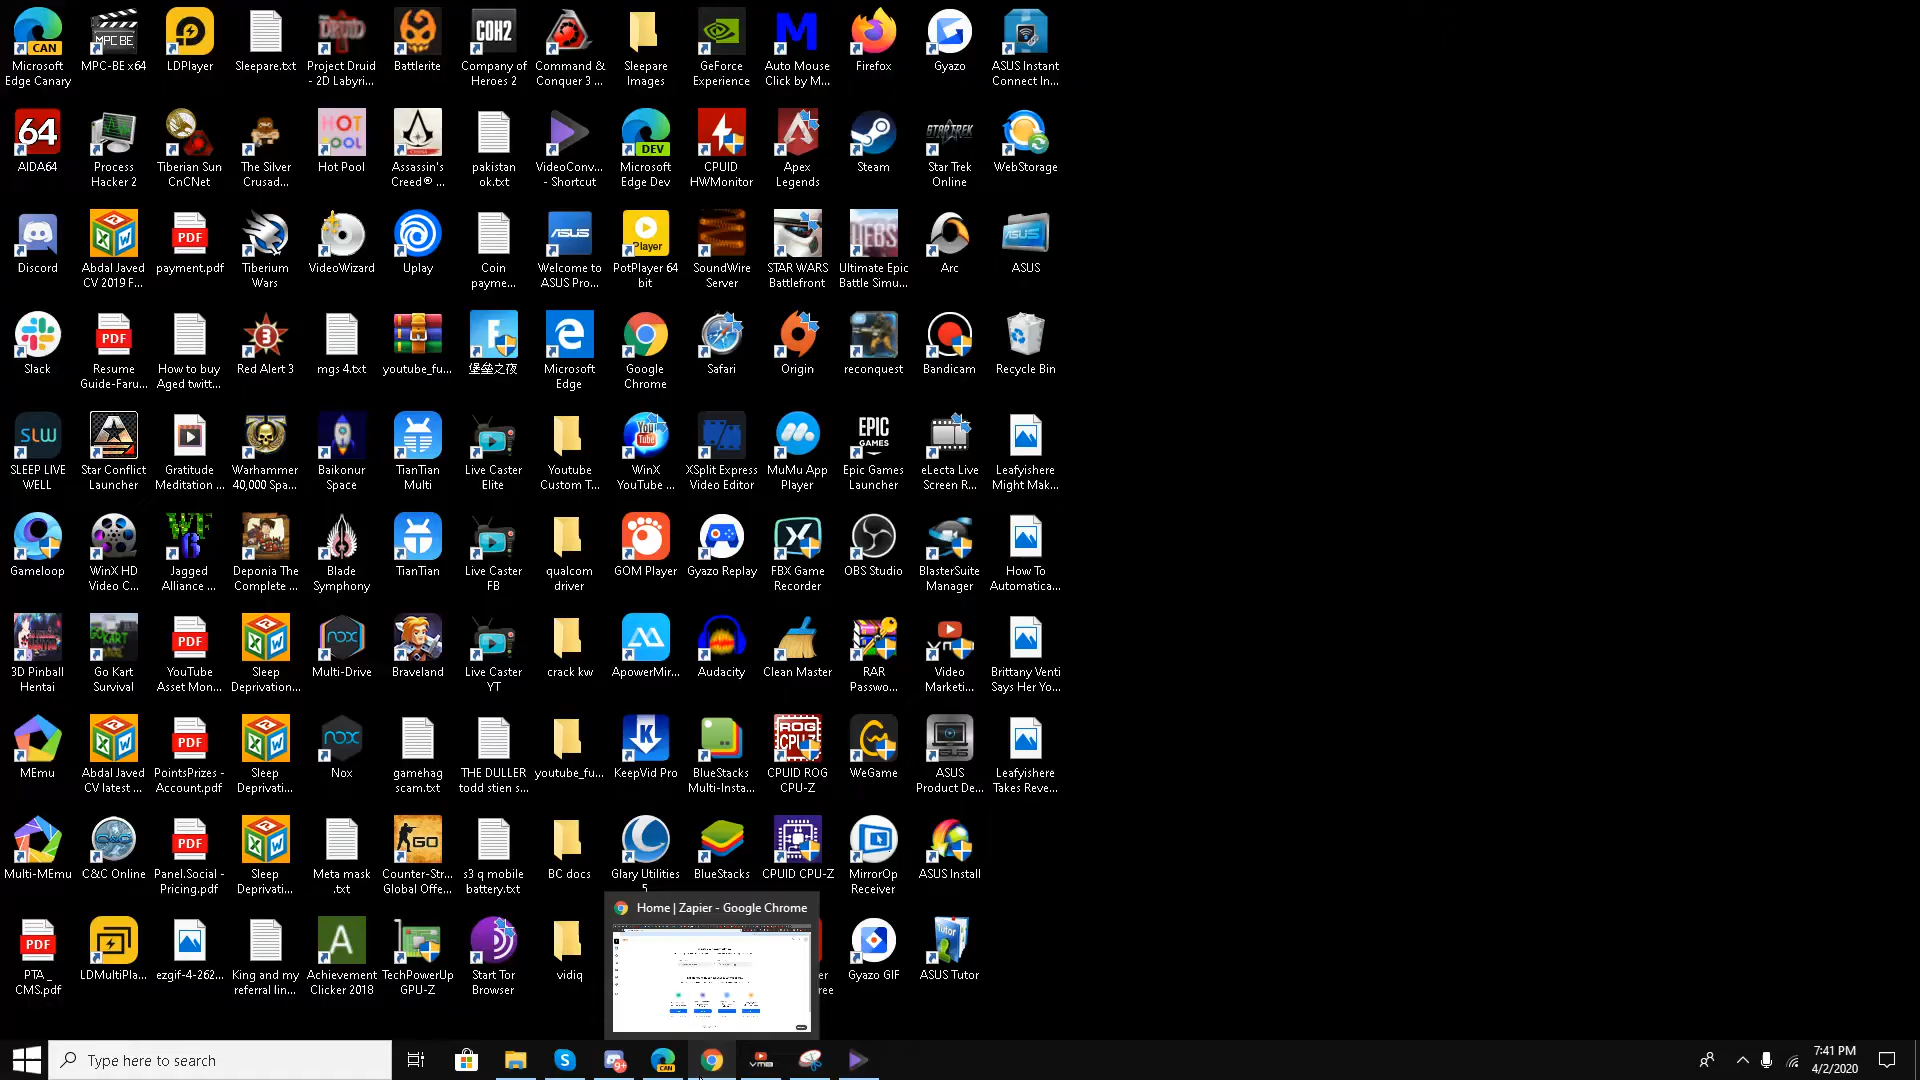 Microsoft
Edge Canary
MPC-BE x64
LDPlayer
Sleepare.txt
Project Druid
- 2D Labyri...
Battlerite
Company of
Heroes 2
Command &
Conquer 3 ...
Sleepare
Images
GeForce
Experience
Auto Mouse
Click by M...
Firefox
Gyazo
ASUS Instant
Connect In...
AIDA64
Process
Hacker 2
Tiberian Sun
CnCNet
The Silver
Crusad...
Hot Pool
Assassin's
Creed® ...
pakistan
ok.txt
VideoConv...
- Shortcut
Microsoft
Edge Dev
CPUID
HWMonitor
Apex
Legends
Steam
Star Trek
Online
WebStorage
Discord
Abdal Javed
CV 2019 F...
payment.pdf
Tiberium
Wars
VideoWizard
Uplay
Coin
payme...
Welcome to
ASUS Pro...
PotPlayer 64
bit
SoundWire
Server
STAR WARS
Battlefront
Ultimate Epic
Battle Simu...
Arc
ASUS
Slack
Resume
Guide-Faru...
How to buy
Aged twitt...
Red Alert 3
mgs 4.txt
youtube_fu...
堡垒之夜
Microsoft
Edge
Google
Chrome
Safari
Origin
reconquest
Bandicam
Recycle Bin
SLEEP LIVE
WELL
Star Conflict
Launcher
Gratitude
Meditation ...
Warhammer
40,000 Spa...
Baikonur
Space
TianTian
Multi
Live Caster
Elite
Youtube
Custom T...
WinX
YouTube ...
XSplit Express
Video Editor
MuMu App
Player
Epic Games
Launcher
eLecta Live
Screen R...
Leafyishere
Might Mak...
Gameloop
WinX HD
Video C...
Jagged
Alliance ...
Deponia The
Complete ...
Blade
Symphony
TianTian
Live Caster
FB
qualcom
driver
GOM Player
Gyazo Replay
FBX Game
Recorder
OBS Studio
BlasterSuite
Manager
How To
Automatica...
3D Pinball
Hentai
Go Kart
Survival
YouTube
Asset Mon...
Sleep
Deprivation...
Multi-Drive
Braveland
Live Caster
YT
crack kw
ApowerMir...
Audacity
Clean Master
RAR
Passwo...
Video
Marketi...
Brittany Venti
Says Her Yo...
MEmu
Abdal Javed
CV latest ...
PointsPrizes -
Account.pdf
Sleep
Deprivati...
Nox
gamehag
scam.txt
THE DULLER
todd stien s...
youtube_fu...
KeepVid Pro
BlueStacks
Multi-Insta...
CPUID ROG
CPU-Z
WeGame
ASUS
Product De...
Leafyishere
Takes Reve...
Multi-MEmu
C&C Online
Panel.Social -
Pricing.pdf
Sleep
Deprivati...
Meta mask
.txt
Counter-Str...
Global Offe...
s3 q mobile
battery.txt
BC docs
Glary Utilities
5
BlueStacks
CPUID CPU-Z
MirrorOp
Receiver
ASUS Install
Home | Zapier - Google Chrome
PTA_
CMS.pdf
LDMultiPla...
ezgif-4-262...
King and my
referral lin...
Achievement
Clicker 2018
TechPowerUp
GPU-Z
Start Tor
Browser
vidiq
er
ree
Gyazo GIF
ASUS Tutor
Type here to search
7:41 PM
4/2/2020